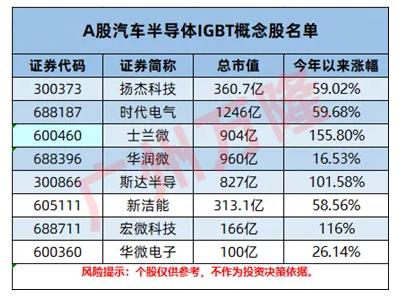 A股汽车半导体IGBT概念股名单
证券代码 证券简称 总市值 今年以来涨幅
300373 扬杰科技 360.7亿 59.02%
688187 时代电气 1246亿 59.68%
600460 士兰微 904亿 155.80%
688396 华润微 960亿 16.53%
300866 斯达半导 827亿 101.58%
605111 新洁能 313.1亿 58.56%
688711 宏微科技 166亿 116%
600360 华微电子 100亿 26.14%
风险提示：个股仅供参考，不作为投资决策依据。
广州万隆